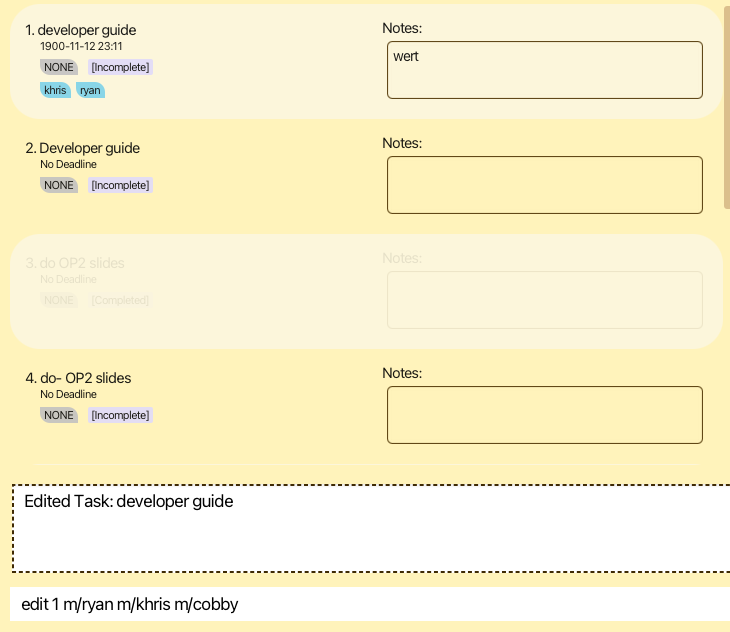 1. developer guide
Notes:
1900-11-12 23:11
wert
NONE [Incomplete]
khris ryan
2. Developer guide
Notes:
No Deadline
NONE [Incomplete]
3. do OP2 slides
Notes:
No Deadline
NONE [Completed]
4. do- OP2 slides
Notes:
No Deadline
NONE [Incomplete]
Edited Task: developer guide
edit 1 m/ryan m/khris m/cobby